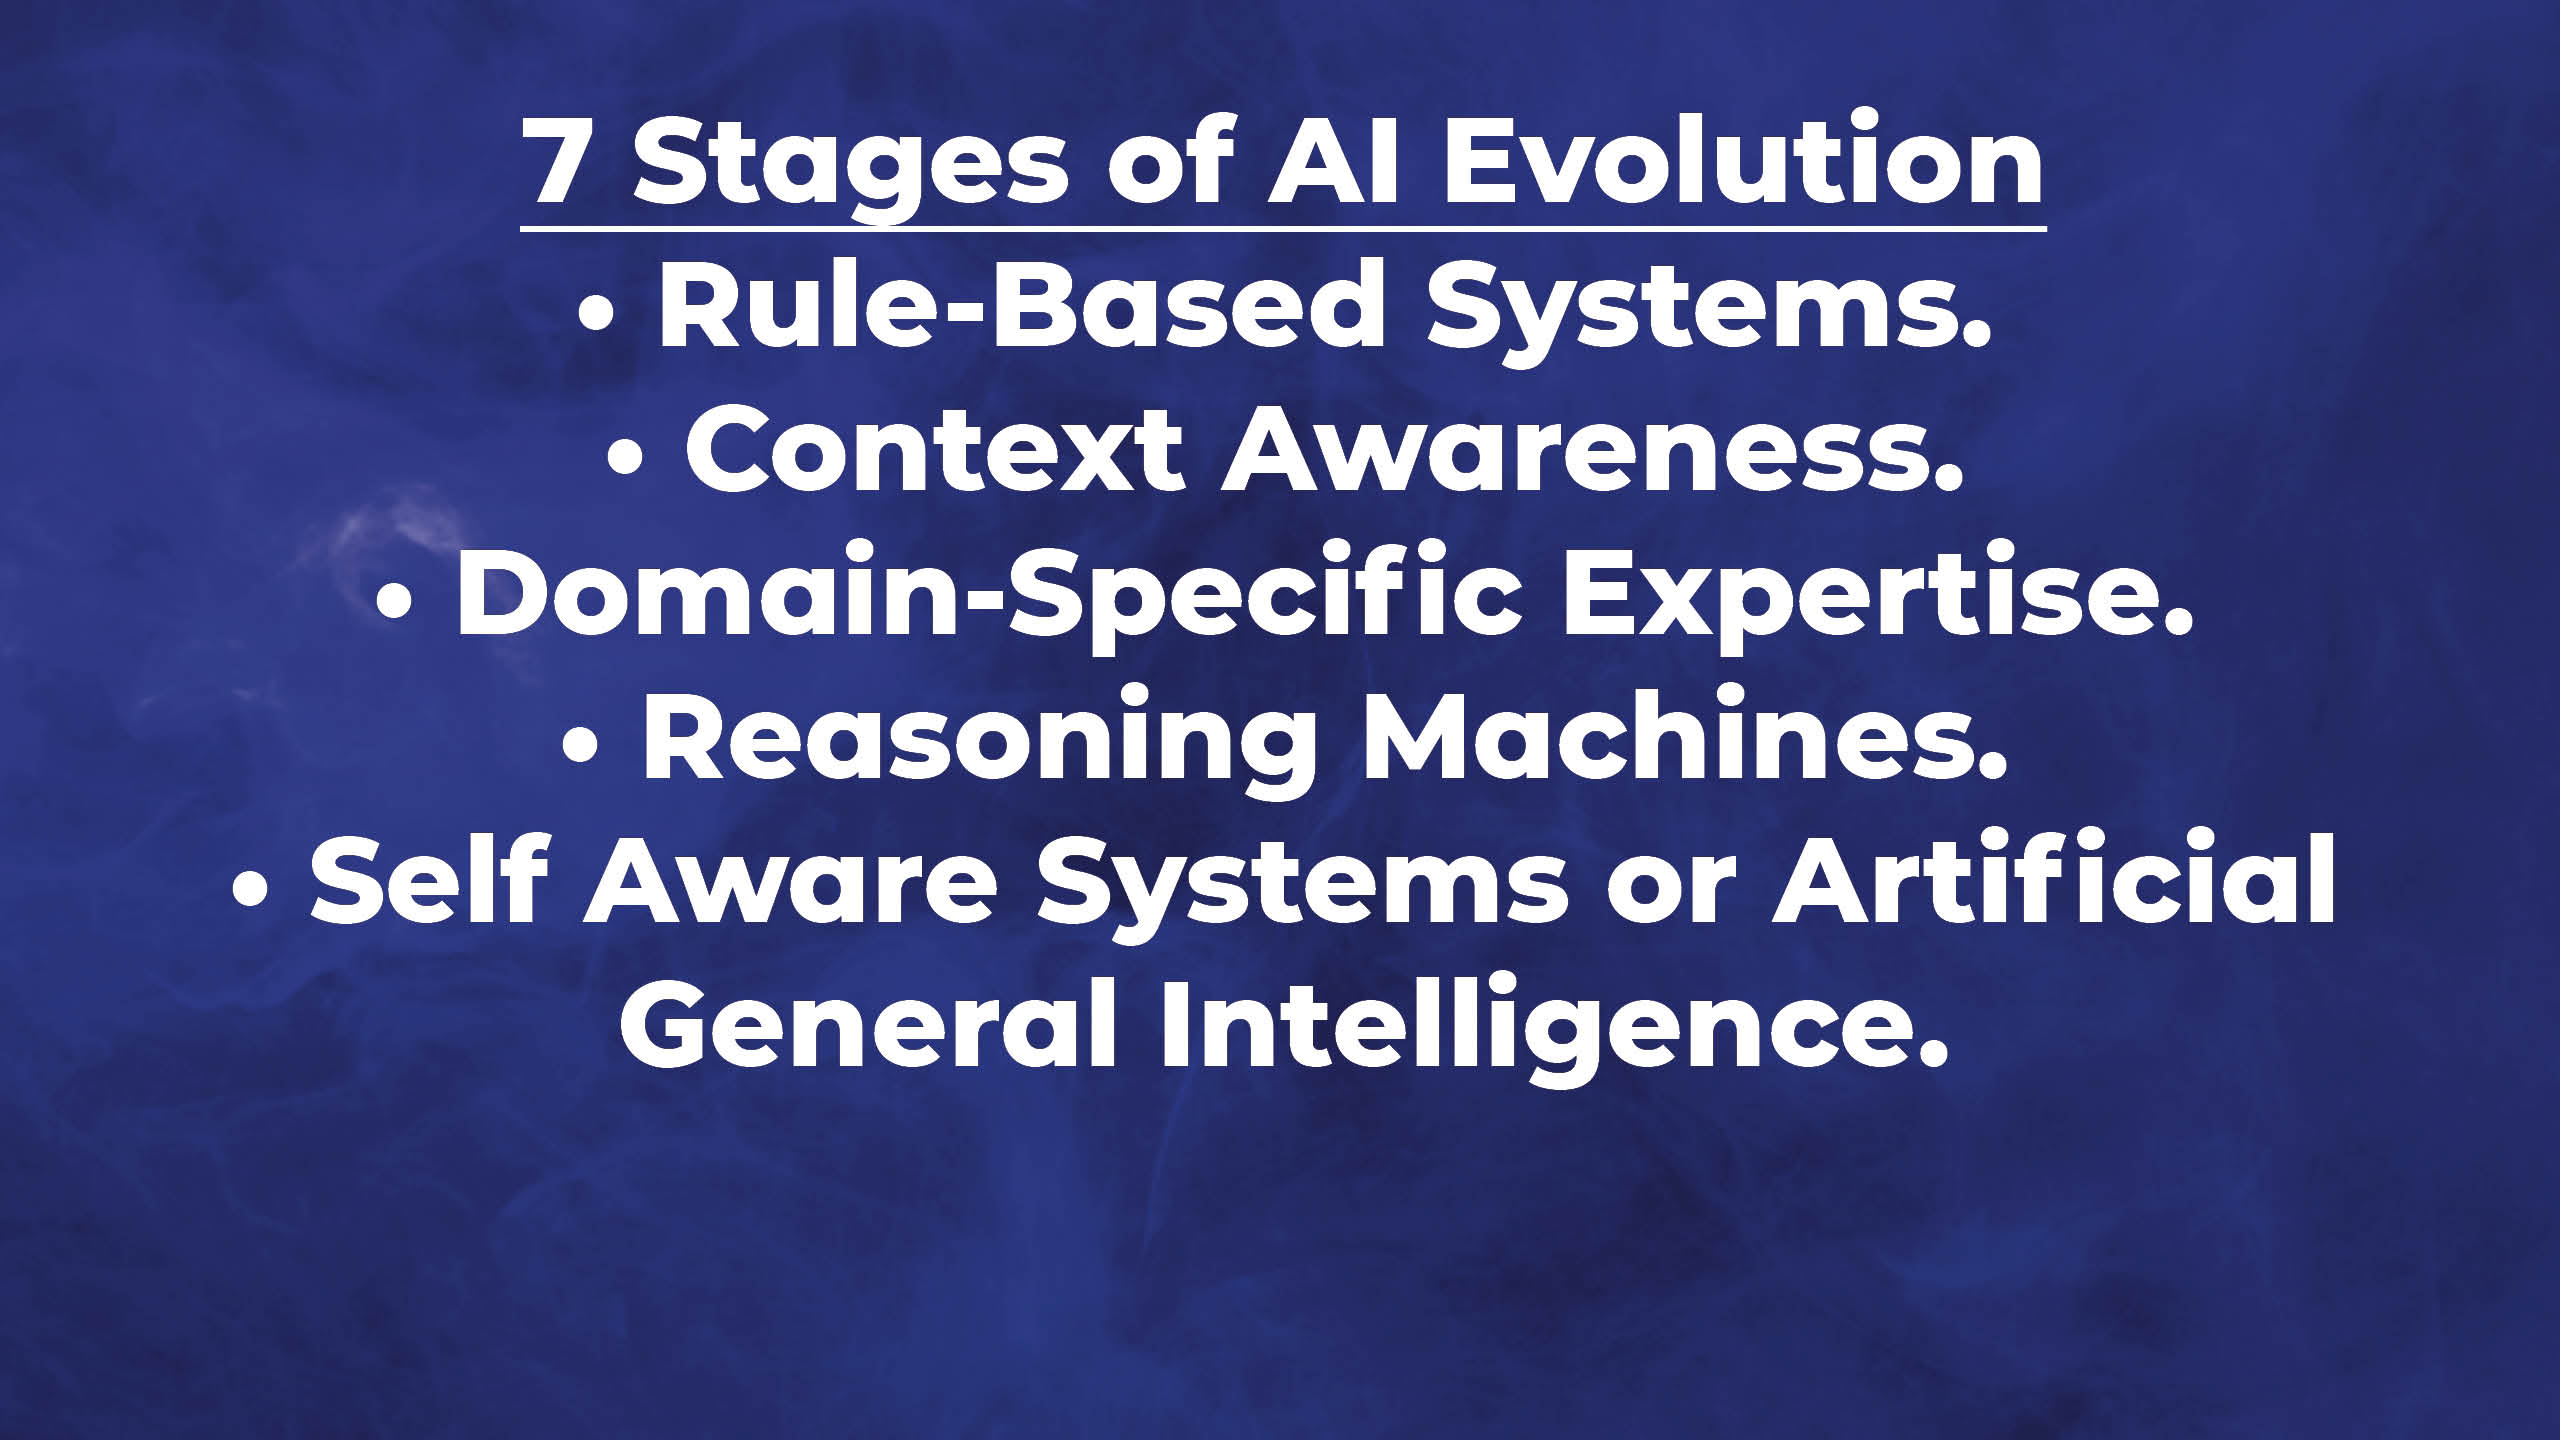 7 Stages of AI Evolution
• Rule-Based Systems.
• Context Awareness.
• Domain-Specific Expertise.
• Reasoning Machines.
• Self Aware Systems or Artificial
General Intelligence.